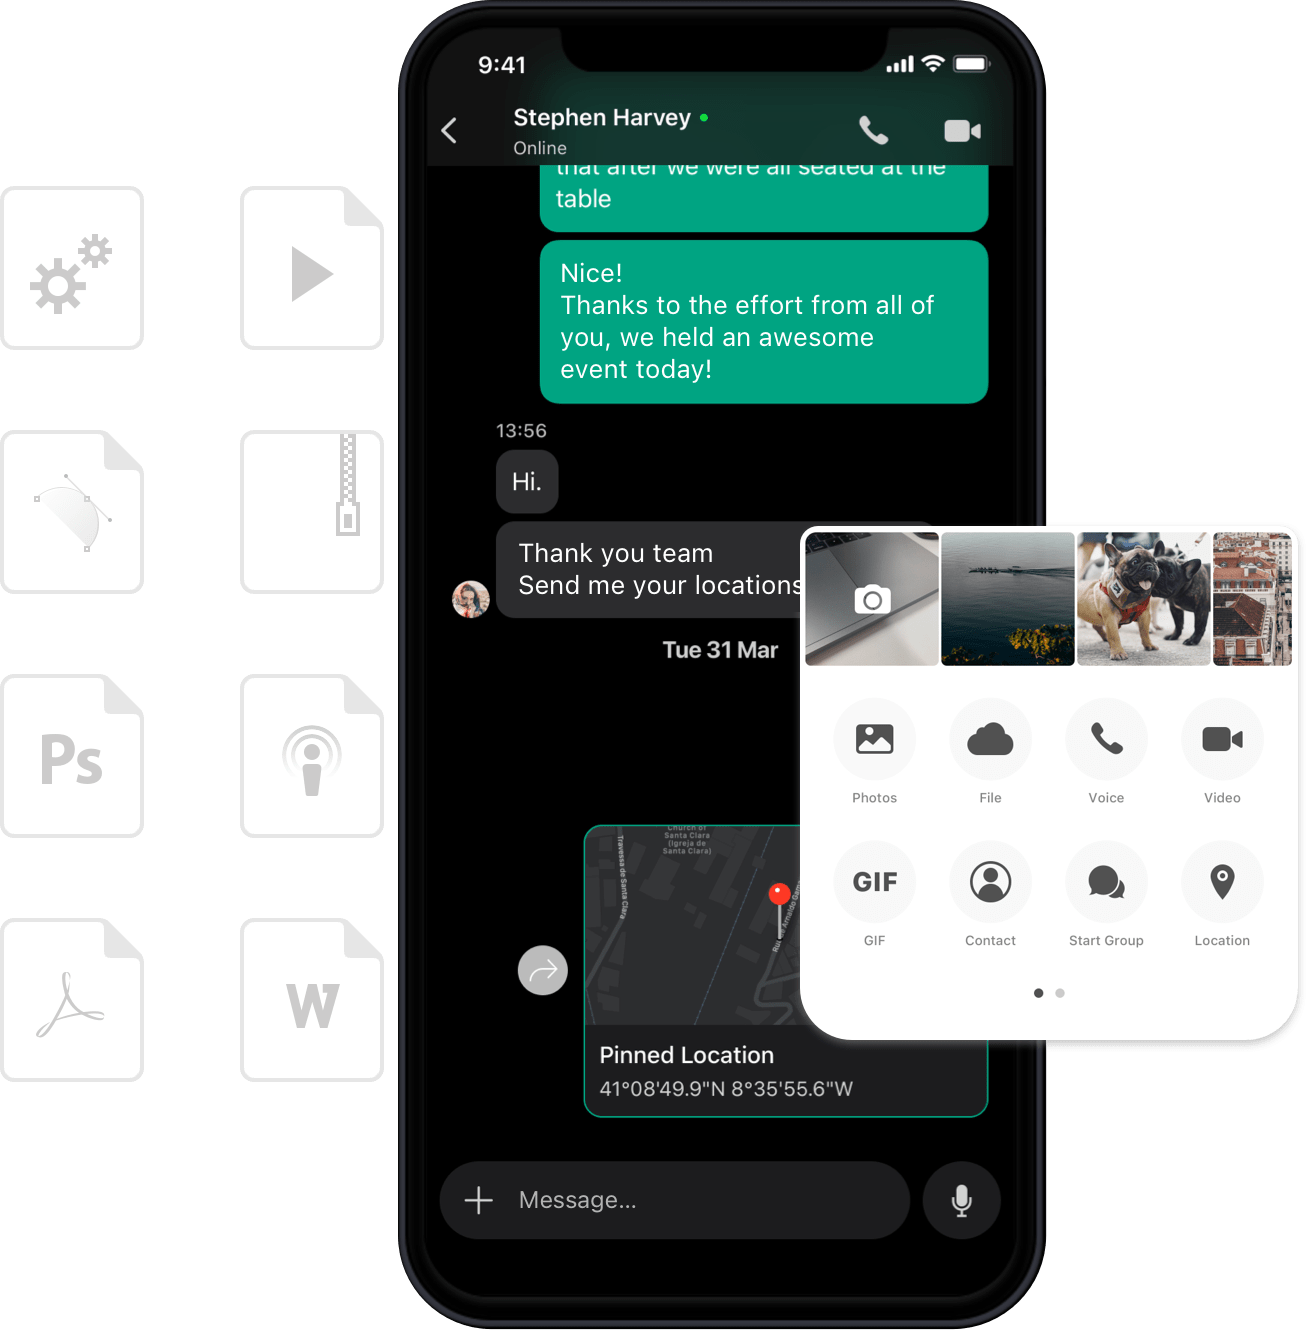 9:41
Stephen Harvey
Online
that after we were all seated at the
table
Nice!
Thanks to the effort from all of
you, we held an awesome
event today!
13:56
Hi.
Thank you team
Send me your locations
Tue 31 Mar
Church of
Santa Clara
(Igreja de
Santa Clara)
Travessa de Santa Clara
Rua de Arnaldo Gama
Pinned Location
41°08'49.9"N 8°35'55.6"W
Message...
Photos
File
Voice
Video
GIF
GIF
Contact
Start Group
Location
Ps
W